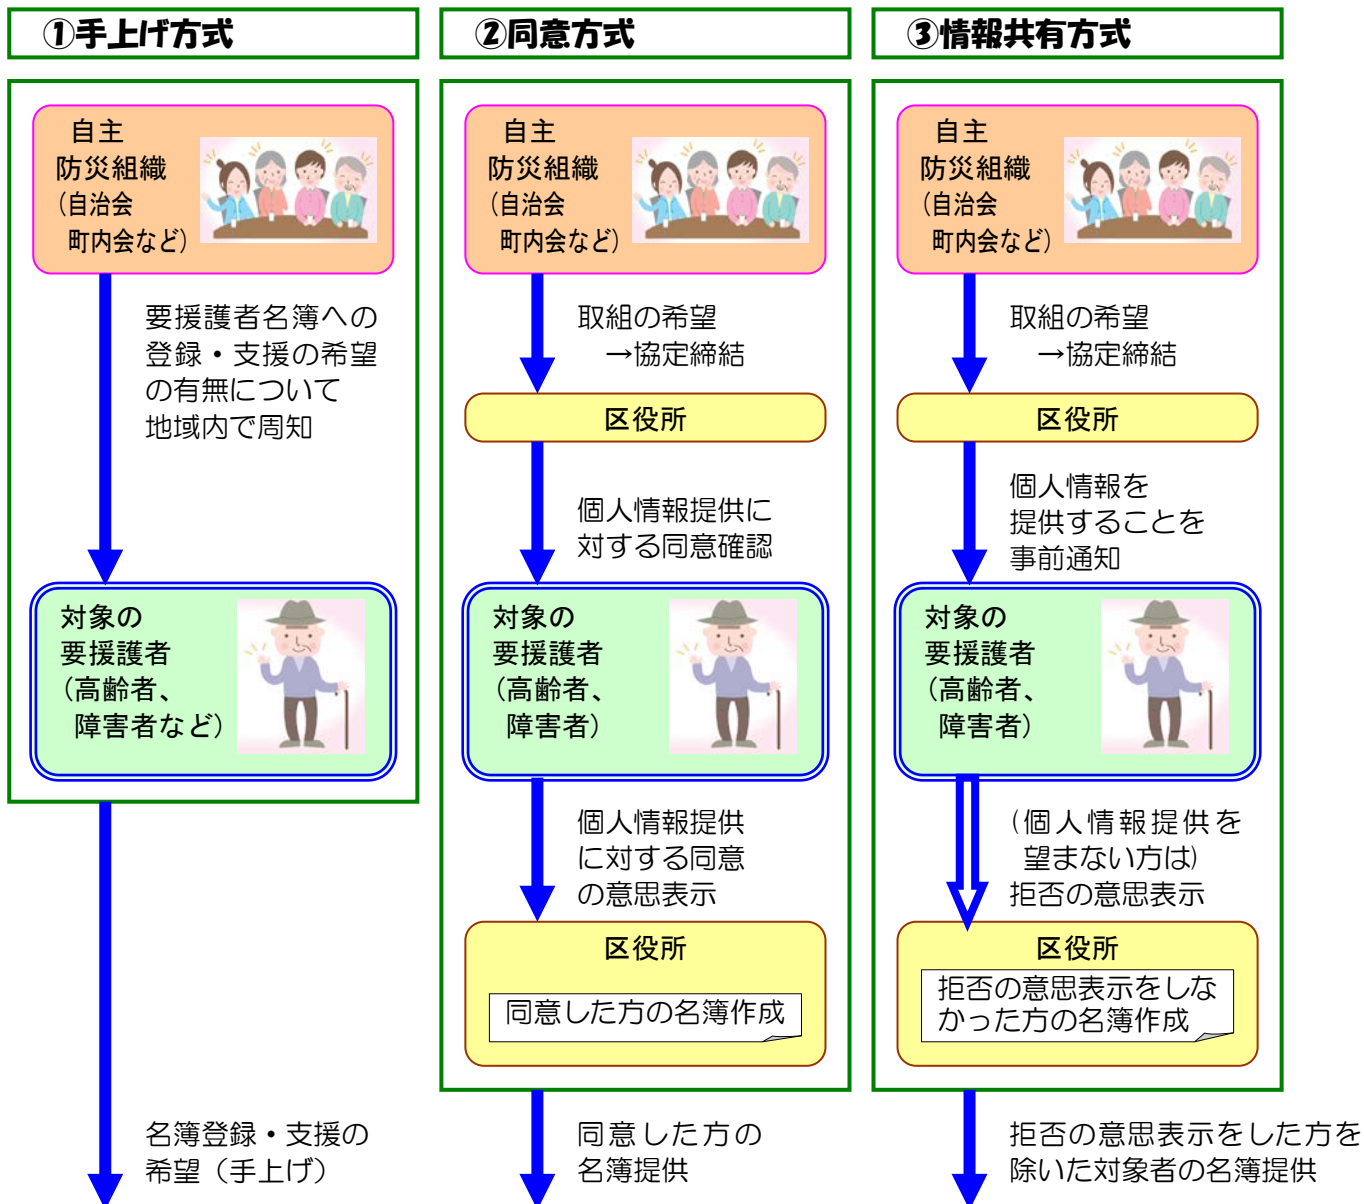 ①手上げ方式
自主
防災組織
(自治会
町内会など)
要援護者名簿への
登録・支援の希望
の有無について
地域内で周知
対象の
要援護者
(高齢者、
障害者など)
名簿登録・支援の
希望（手上げ）
②同意方式
自主
防災組織
(自治会
町内会など)
取組の希望
→協定締結
区役所
個人情報提供に
対する同意確認
対象の
要援護者
(高齢者、
障害者)
個人情報提供
に対する同意
の意思表示
区役所
同意した方の名簿作成
同意した方の
名簿提供
③情報共有方式
自主
防災組織
(自治会
町内会など)
取組の希望
→協定締結
区役所
個人情報を
提供することを
事前通知
対象の
要援護者
(高齢者、
障害者)
(個人情報提供を
望まない方は)
拒否の意思表示
区役所
拒否の意思表示をしな
かった方の名簿作成
拒否の意思表示をした方を
除いた対象者の名簿提供